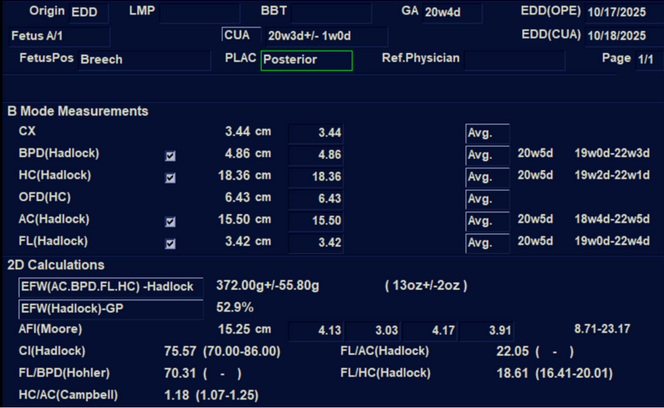 Origin EDD LMP BBT GA 20w4d EDD(OPE) 10/17/2025
Fetus A/1 CUA 20w3d+/- 1w0d EDD(CUA) 10/18/2025
FetusPos Breech PLAC Posterior Ref.Physician Page 1/1
B Mode Measurements
CX 3.44 cm 3.44 Avg.
BPD(Hadlock) 4.86 cm 4.86 Avg. 20w5d 19w0d-22w3d
HC(Hadlock) 18.36 cm 18.36 Avg. 20w5d 19w2d-22w1d
OFD(HC) 6.43 cm 6.43 Avg.
AC(Hadlock) 15.50 cm 15.50 Avg. 20w5d 18w4d-22w5d
FL(Hadlock) 3.42 cm 3.42 Avg. 20w5d 19w0d-22w4d
2D Calculations
EFW(AC.BPD.FL.HC) -Hadlock 372.00g+/-55.80g ( 13oz+/-2oz )
EFW(Hadlock)-GP 52.9%
AFI(Moore) 15.25 cm 4.13 3.03 4.17 3.91 8.71-23.17
CI(Hadlock) 75.57 (70.00-86.00) FL/AC(Hadlock) 22.05 ( - )
FL/BPD(Hohler) 70.31 ( - ) FL/HC(Hadlock) 18.61 (16.41-20.01)
HC/AC(Campbell) 1.18 (1.07-1.25)